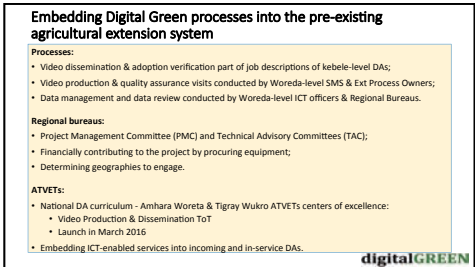 Embedding Digital Green processes into the pre-existing
agricultural extension system
Processes:
• Video dissemination & adoption verification part of job descriptions of kebele-level DAs;
• Video production & quality assurance visits conducted by Woreda-level SMS & Ext Process Owners;
• Data management and data review conducted by Woreda-level ICT officers & Regional Bureaus.
Regional bureaus:
• Project Management Committee (PMC) and Technical Advisory Committees (TAC);
• Financially contributing to the project by procuring equipment;
• Determining geographies to engage.
ATVETs:
• National DA curriculum - Amhara Woreta & Tigray Wukro ATVETs centers of excellence:
• Video Production & Dissemination ToT
• Launch in March 2016
• Embedding ICT-enabled services into incoming and in-service DAs.
digitalGREEN